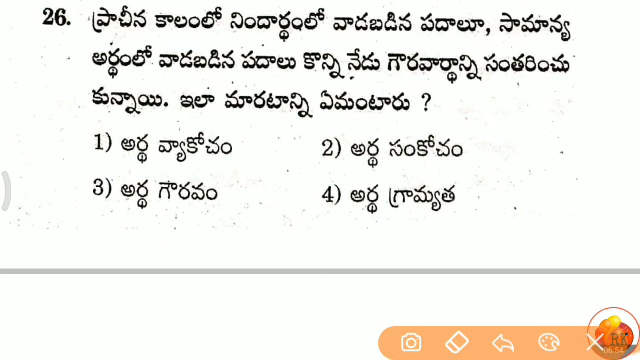 26. ప్రాచీన కాలంలో నిందార్థంలో వాడబడిన పదాలూ, సామాన్య
అర్థంలో వాడబడిన పదాలు కొన్ని నేడు గౌరవార్థాన్ని సంతరించు
కున్నాయి. ఇలా మారటాన్ని ఏమంటారు ?
1) అర్థ వ్యాకోచం 2) అర్థ సంకోచం
3) అర్థ గౌరవం 4) అర్థ గ్రామ్యత
RK